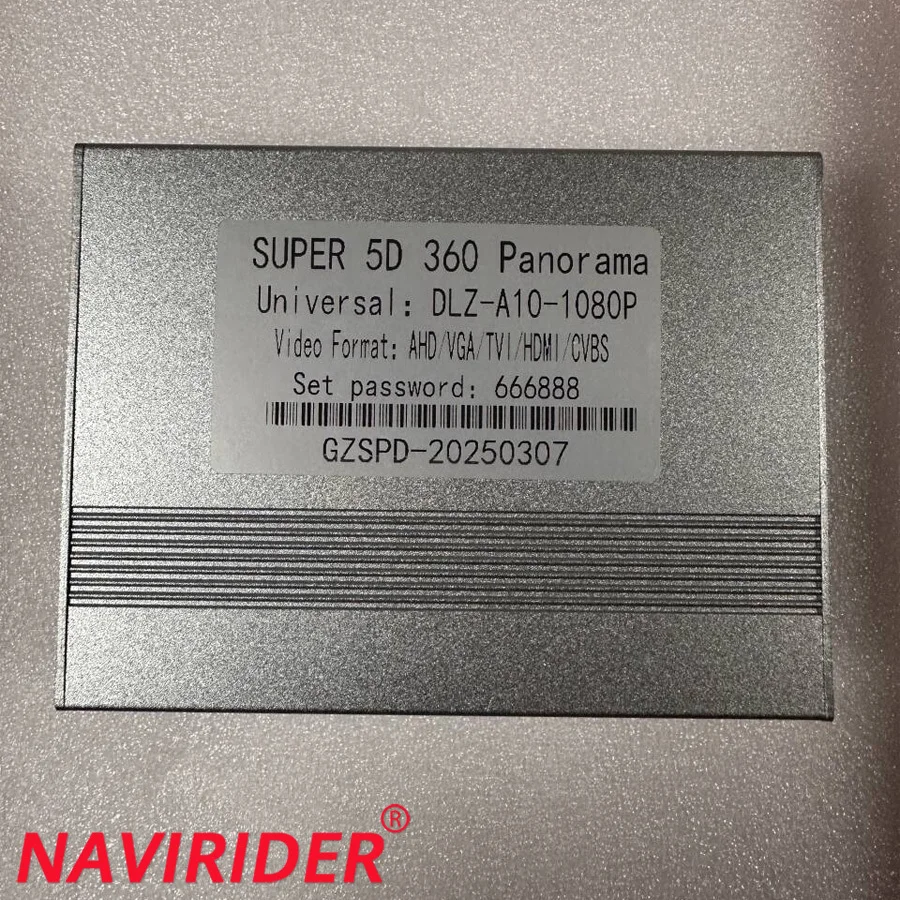 SUPER 5D 360 Panorama
Universal: DLZ-A10-1080P
Video Format: AHD/VGA/TVI/HDMI/CVBS
Set password: 666888
GZSPD-20250307
NAVIRIDER®